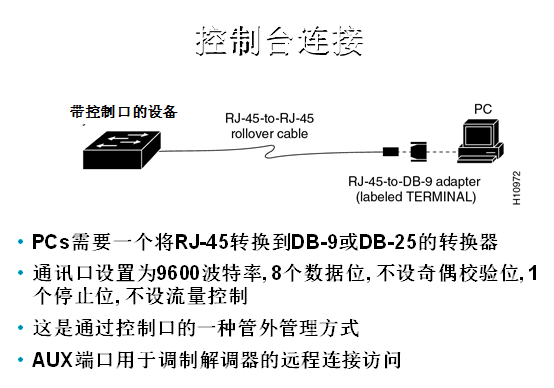 控制台连接
带控制口的设备
RJ-45-to-RJ-45
rollover cable
PC
RJ-45-to-DB-9 adapter
(labeled TERMINAL)
H10972
• PCs需要一个将RJ-45转换到DB-9或DB-25的转换器
• 通讯口设置为9600波特率, 8个数据位, 不设奇偶校验位, 1
个停止位, 不设流量控制
• 这是通过控制口的一种管外管理方式
• AUX端口用于调制解调器的远程连接访问